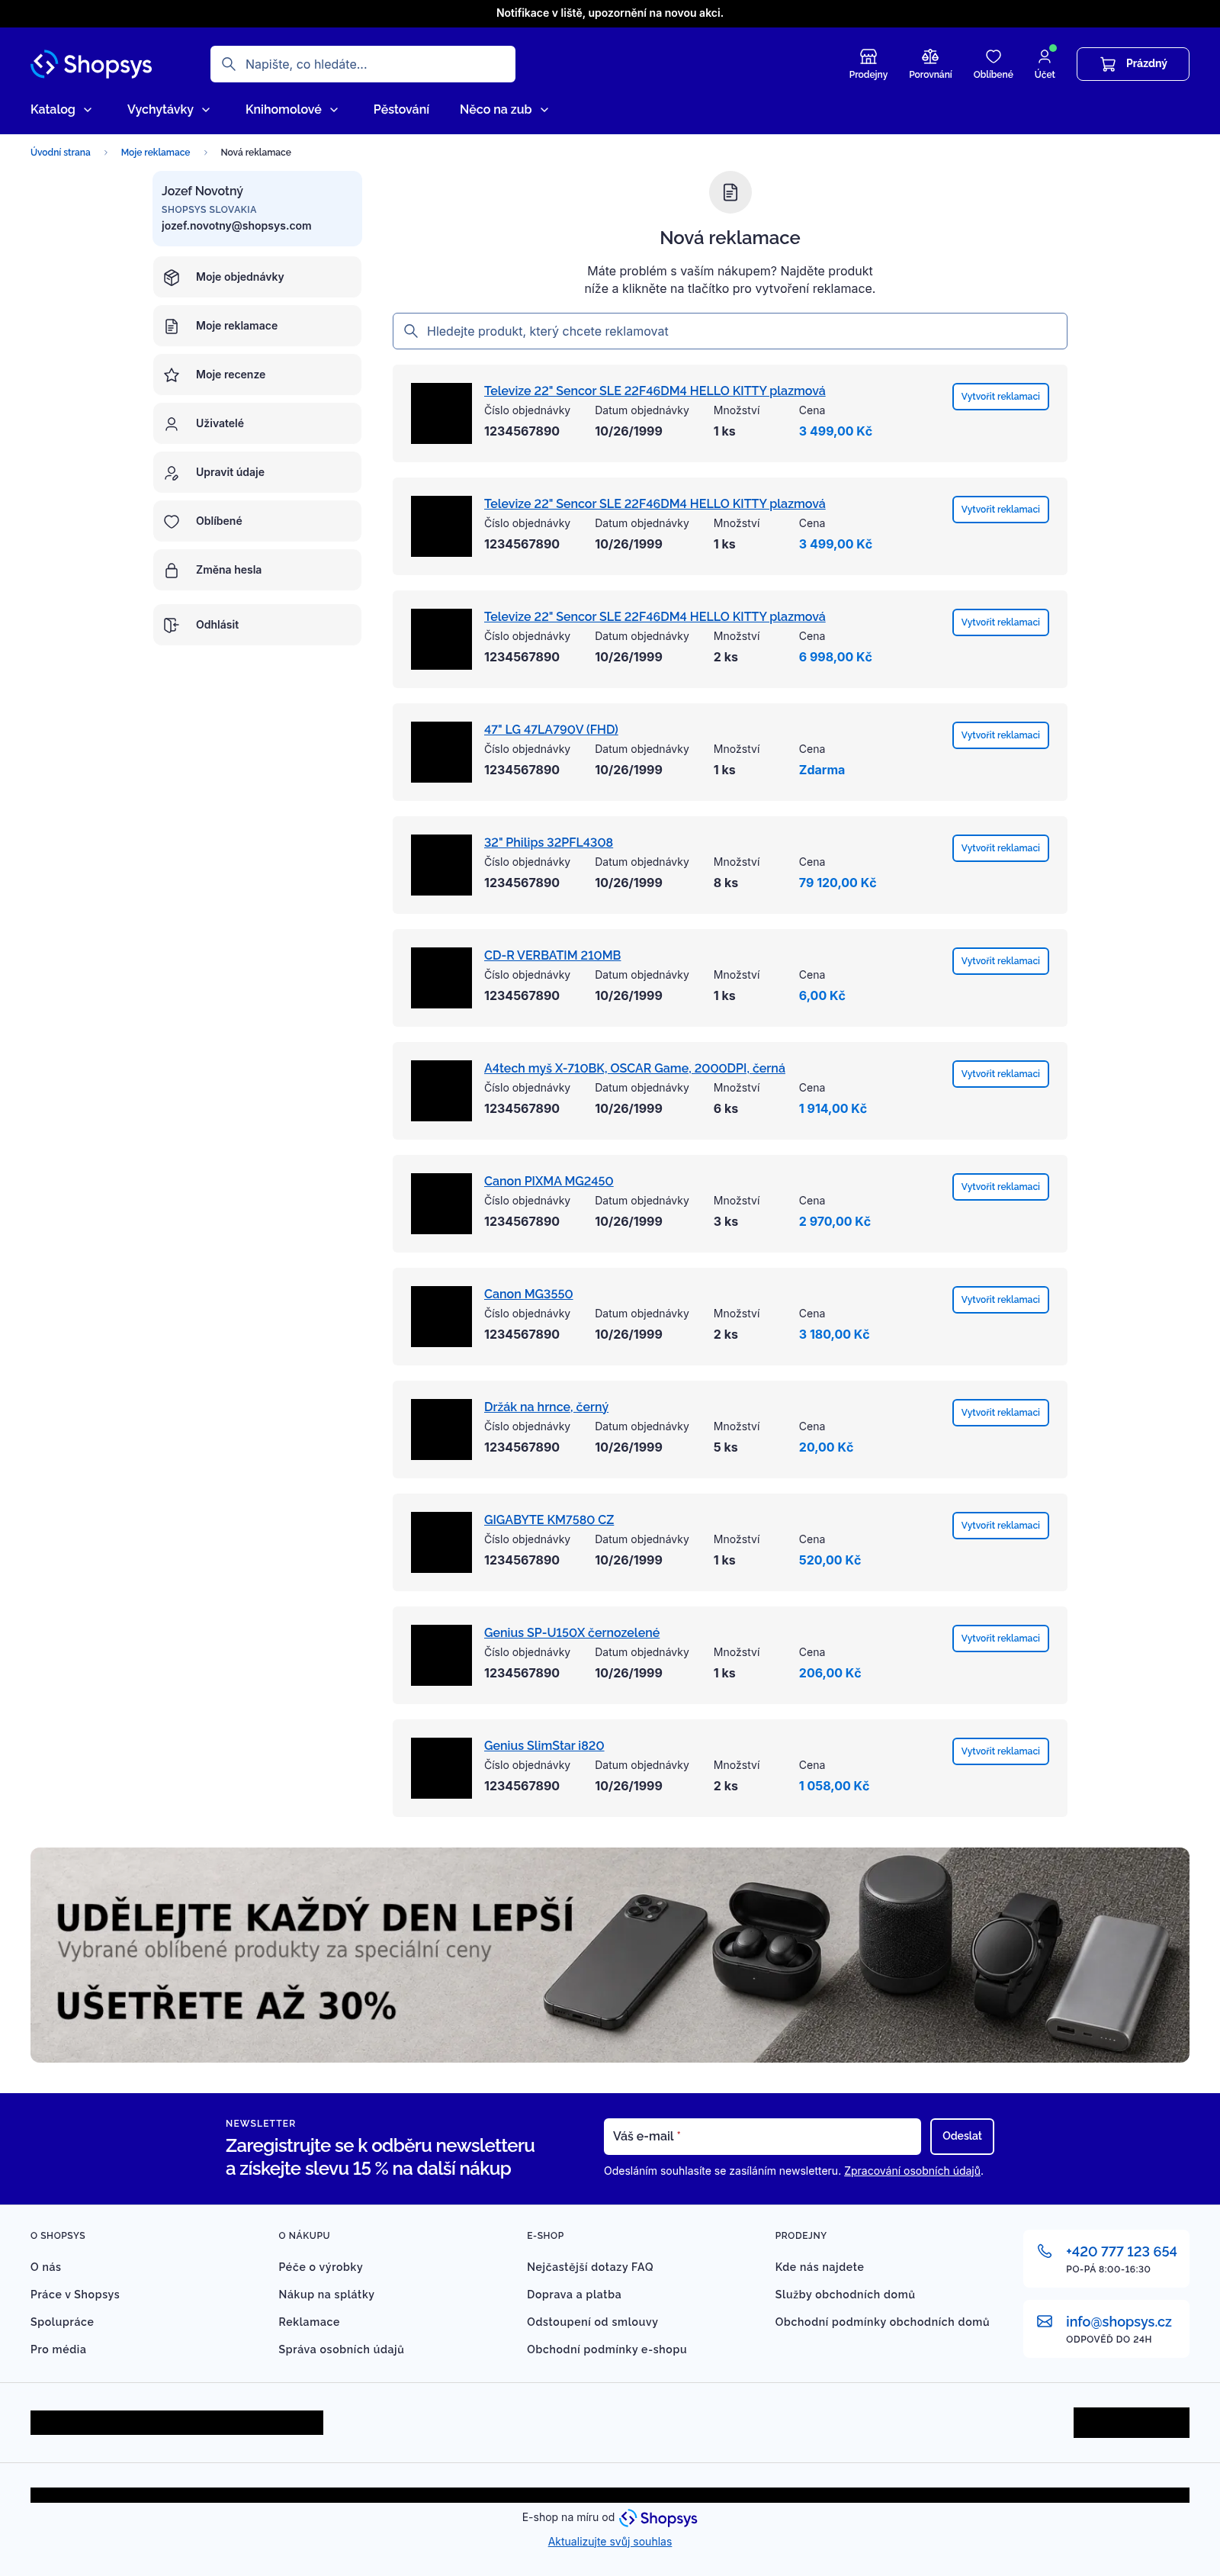 Notifikace v liště, upozornění na novou akci.
Shopsys
Napište, co hledáte...
Prodejny
Porovnání
Oblíbené
Účet
Prázdný
Katalog
Vychytávky
Knihomolové
Pěstování
Něco na zub
Úvodní strana
Moje reklamace
Nová reklamace
Jozef Novotný
SHOPSYS SLOVAKIA
jozef.novotny@shopsys.com
Moje objednávky
Moje reklamace
Moje recenze
Uživatelé
Upravit údaje
Oblíbené
Změna hesla
Odhlásit
Nová reklamace
Máte problém s vaším nákupem? Najděte produkt
níže a klikněte na tlačítko pro vytvoření reklamace.
Hledejte produkt, který chcete reklamovat
Televize 22" Sencor SLE 22F46DM4 HELLO KITTY plazmová
Vytvořit reklamaci
Číslo objednávky Datum objednávky Množství Cena
1234567890 10/26/1999 1 ks 3 499,00 Kč
Televize 22" Sencor SLE 22F46DM4 HELLO KITTY plazmová
Vytvořit reklamaci
Číslo objednávky Datum objednávky Množství Cena
1234567890 10/26/1999 1 ks 3 499,00 Kč
Televize 22" Sencor SLE 22F46DM4 HELLO KITTY plazmová
Vytvořit reklamaci
Číslo objednávky Datum objednávky Množství Cena
1234567890 10/26/1999 2 ks 6 998,00 Kč
47" LG 47LA790V (FHD)
Vytvořit reklamaci
Číslo objednávky Datum objednávky Množství Cena
1234567890 10/26/1999 1 ks Zdarma
32" Philips 32PFL4308
Vytvořit reklamaci
Číslo objednávky Datum objednávky Množství Cena
1234567890 10/26/1999 8 ks 79 120,00 Kč
CD-R VERBATIM 210MB
Vytvořit reklamaci
Číslo objednávky Datum objednávky Množství Cena
1234567890 10/26/1999 1 ks 6,00 Kč
A4tech myš X-710BK, OSCAR Game, 2000DPI, černá
Vytvořit reklamaci
Číslo objednávky Datum objednávky Množství Cena
1234567890 10/26/1999 6 ks 1 914,00 Kč
Canon PIXMA MG2450
Vytvořit reklamaci
Číslo objednávky Datum objednávky Množství Cena
1234567890 10/26/1999 3 ks 2 970,00 Kč
Canon MG3550
Vytvořit reklamaci
Číslo objednávky Datum objednávky Množství Cena
1234567890 10/26/1999 2 ks 3 180,00 Kč
Držák na hrnce, černý
Vytvořit reklamaci
Číslo objednávky Datum objednávky Množství Cena
1234567890 10/26/1999 5 ks 20,00 Kč
GIGABYTE KM7580 CZ
Vytvořit reklamaci
Číslo objednávky Datum objednávky Množství Cena
1234567890 10/26/1999 1 ks 520,00 Kč
Genius SP-U150X černozelené
Vytvořit reklamaci
Číslo objednávky Datum objednávky Množství Cena
1234567890 10/26/1999 1 ks 206,00 Kč
Genius SlimStar i820
Vytvořit reklamaci
Číslo objednávky Datum objednávky Množství Cena
1234567890 10/26/1999 2 ks 1 058,00 Kč
UDĚLEJTE KAŽDÝ DEN LEPŠÍ
Vybrané oblíbené produkty za speciální ceny
UŠETŘETE AŽ 30%
NEWSLETTER
Zaregistrujte se k odběru newsletteru
a získejte slevu 15 % na další nákup
Váš e-mail *
Odeslat
Odesláním souhlasíte se zasíláním newsletteru. Zpracování osobních údajů.
O SHOPSYS
O nás
Práce v Shopsys
Spolupráce
Pro média
O NÁKUPU
Péče o výrobky
Nákup na splátky
Reklamace
Správa osobních údajů
E-SHOP
Nejčastější dotazy FAQ
Doprava a platba
Odstoupení od smlouvy
Obchodní podmínky e-shopu
PRODEJNY
Kde nás najdete
Služby obchodních domů
Obchodní podmínky obchodních domů
+420 777 123 654
PO-PÁ 8:00-16:30
info@shopsys.cz
ODPOVĚĎ DO 24H
E-shop na míru od Shopsys
Aktualizujte svůj souhlas